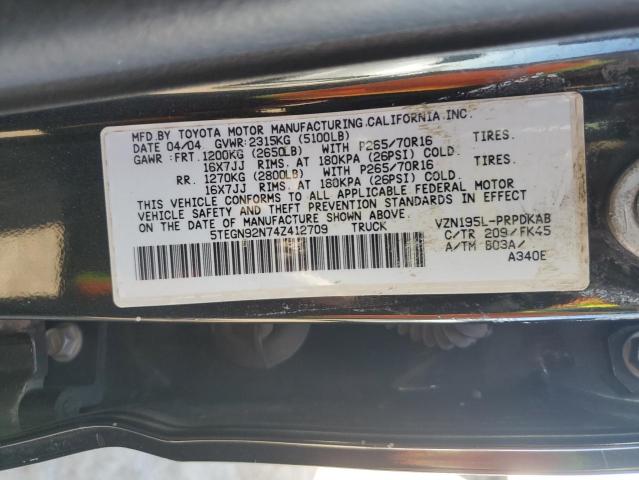 MFD.BY TOYOTA MOTOR MANUFACTURING,CALIFORNIA INC.
DATE 04/04 GVWR:2315KG (5100LB)
GAWR: FRT. 1200KG (2650LB) WITH P265/70R16 TIRES.
16X7JJ RIMS. AT 180KPA (26PSI) COLD.
RR. 1270KG (2800LB) WITH P265/70R16 TIRES.
16X7JJ RIMS. AT 180KPA (26PSI) COLD.
THIS VEHICLE CONFORMS TO ALL APPLICABLE FEDERAL MOTOR
VEHICLE SAFETY AND THEFT STANDARDS IN EFFECT ON THE
DATE OF MANUFACTURE SHOWN ABOVE.
5TEGN92N74Z412709 TRUCK
VZN195L-PRPDKAB
C/TR 209/FK45
A/TM B03A/
A340E